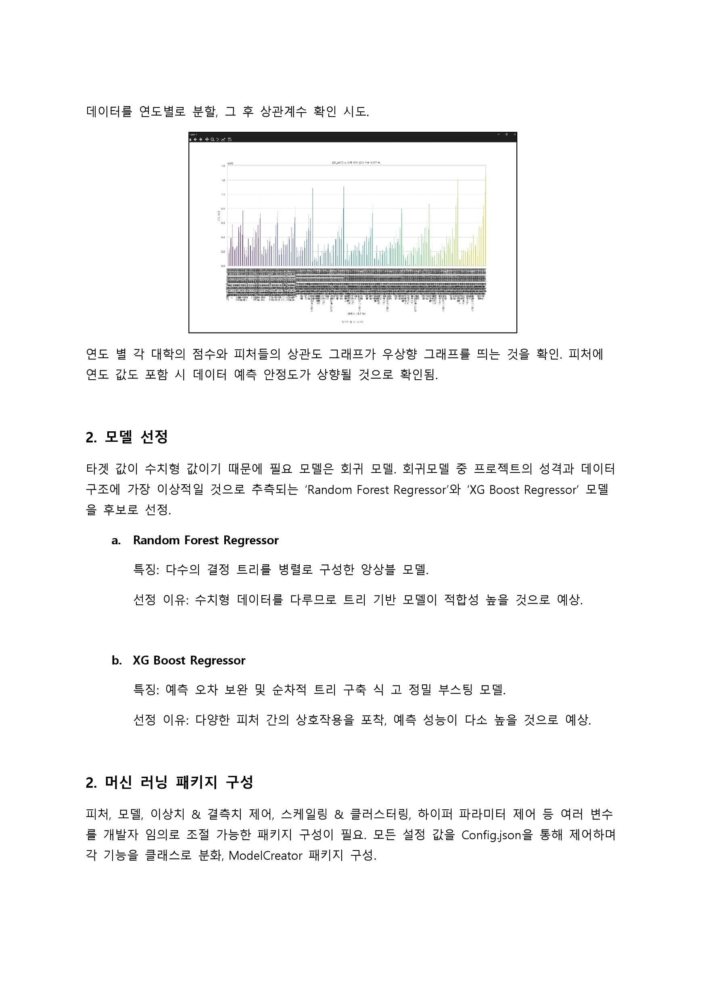 데이터를 연도별로 분할, 그 후 상관계수 확인 시도.
1e10
1.4
1.2
1.0
0.8
0.6
0.4
0.2
0.0
연도 별 각 대학의 점수와 피처들의 상관도 그래프가 우상향 그래프를 띄는 것을 확인. 피처에
연도 값도 포함 시 데이터 예측 안정도가 상향될 것으로 확인됨.
2. 모델 선정
타겟 값이 수치형 값이기 때문에 필요 모델은 회귀 모델. 회귀모델 중 프로젝트의 성격과 데이터
구조에 가장 이상적일 것으로 추측되는 ‘Random Forest Regressor’와 ‘XG Boost Regressor’ 모델
을 후보로 선정.
a. Random Forest Regressor
특징: 다수의 결정 트리를 병렬로 구성한 앙상블 모델.
선정 이유: 수치형 데이터를 다루므로 트리 기반 모델이 적합성 높을 것으로 예상.
b. XG Boost Regressor
특징: 예측 오차 보완 및 순차적 트리 구축 식 고 정밀 부스팅 모델.
선정 이유: 다양한 피처 간의 상호작용을 포착, 예측 성능이 다소 높을 것으로 예상.
2. 머신 러닝 패키지 구성
피처, 모델, 이상치 & 결측치 제어, 스케일링 & 클러스터링, 하이퍼 파라미터 제어 등 여러 변수
를 개발자 임의로 조절 가능한 패키지 구성이 필요. 모든 설정 값을 Config.json을 통해 제어하며
각 기능을 클래스로 분화, ModelCreator 패키지 구성.